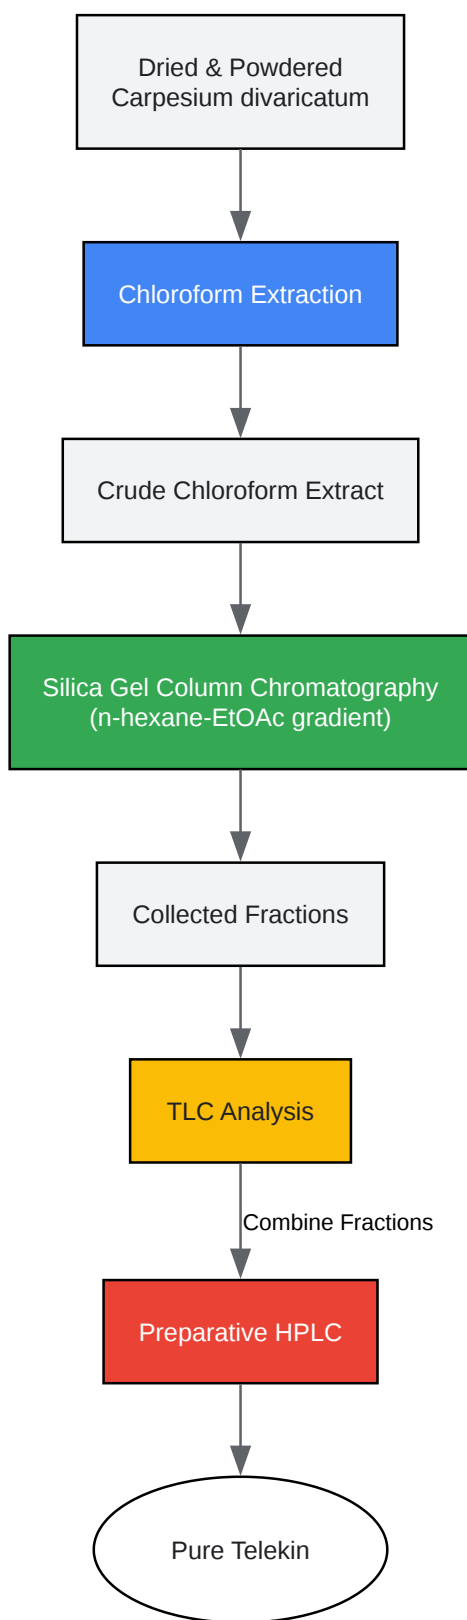 Dried & Powdered
Carpesium divaricatum
Chloroform Extraction
Crude Chloroform Extract
Silica Gel Column Chromatography
(n-hexane-EtOAc gradient)
Collected Fractions
TLC Analysis
Combine Fractions
Preparative HPLC
Pure Telekin